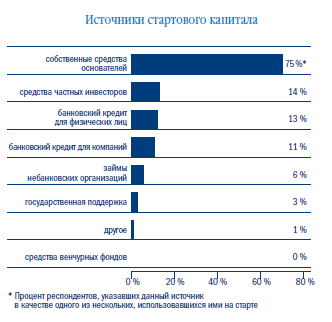 Источники стартового капитала
собственные средства
основателей
75 %*
средства частных инвесторов
14 %
банковский кредит
для физических лиц
13 %
банковский кредит для компаний
11 %
займы
небанковских организаций
6 %
государственная поддержка
3 %
другое
1 %
средства венчурных фондов
0 %
0 % 20 % 40 % 60 % 80 %
* Процент респондентов, указавших данный источник
в качестве одного из нескольких, использовавшихся ими на старте